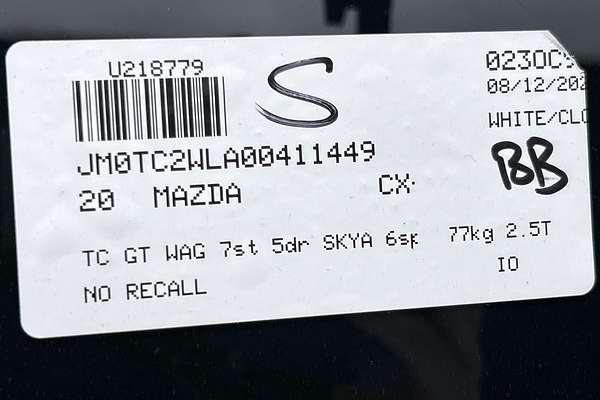 U218779
S
023OC9
08/12/202
JM0TC2WLA00411449
WHITE/CLO
20 MAZDA CX-
BB
TC GT WAG 7st 5dr SKYA 6sp 77kg 2.5T
NO RECALL
IO